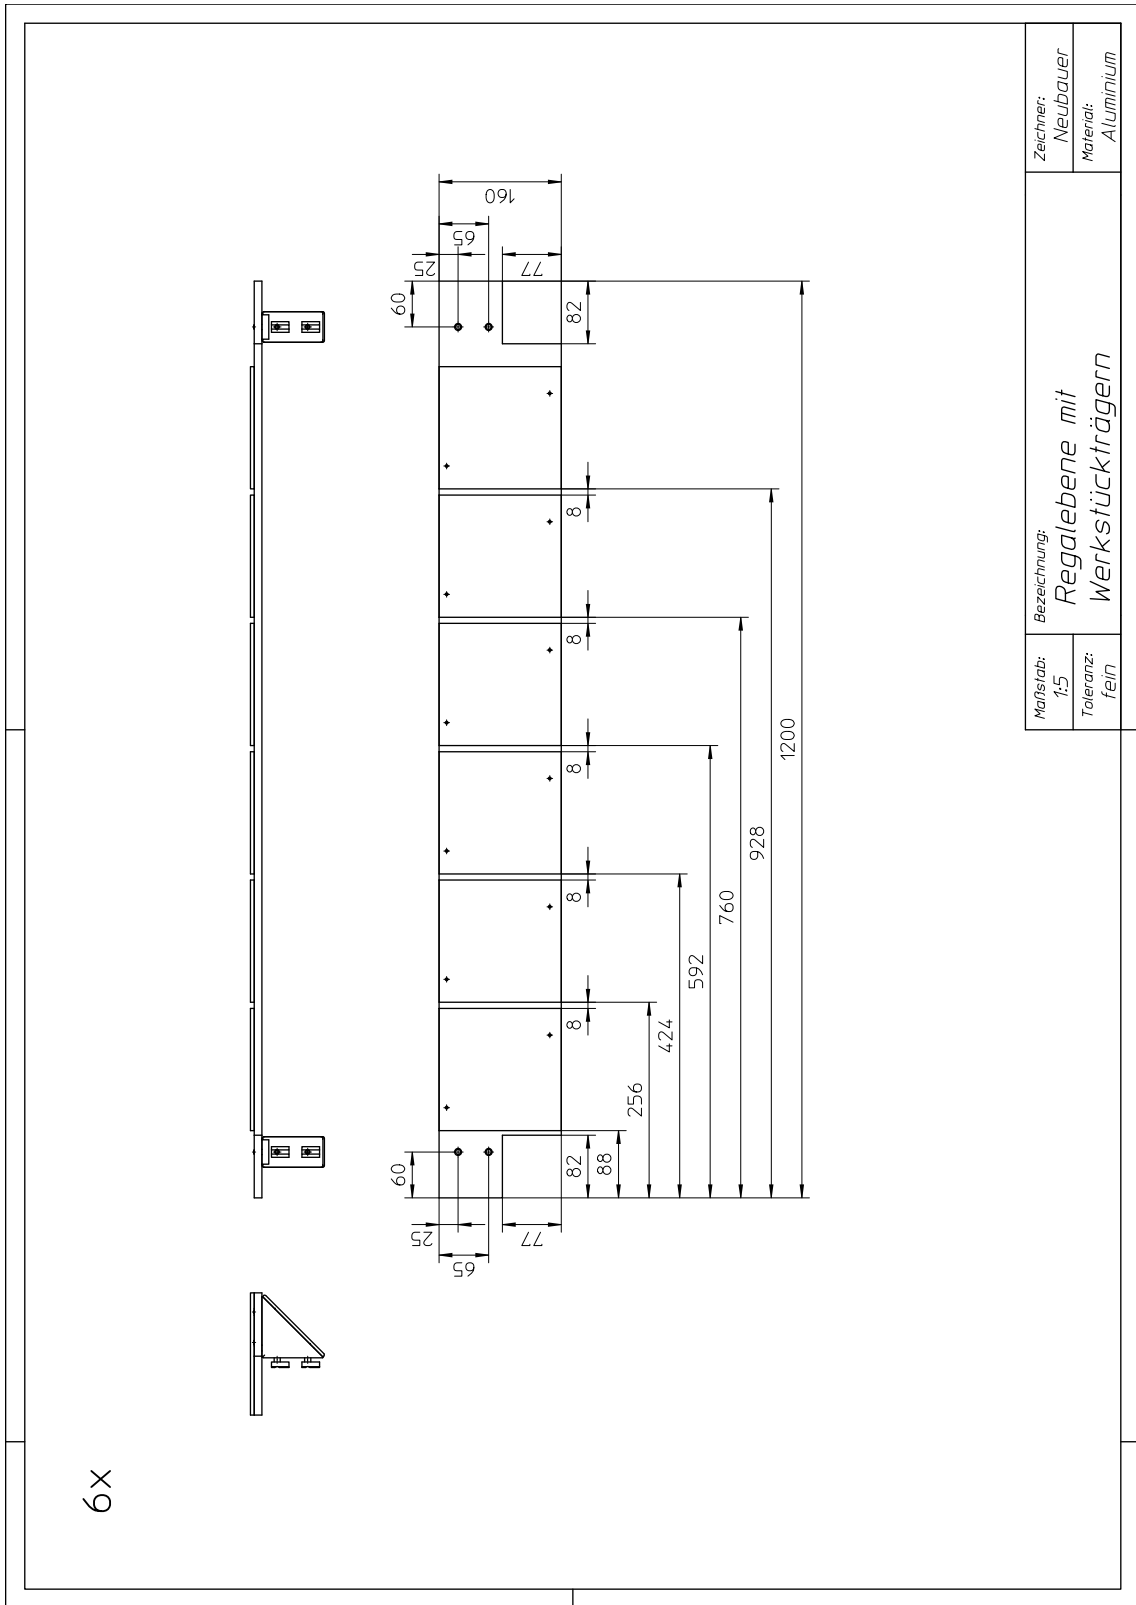 6x
60
25
65
77
82
88
256
424
592
760
928
1200
8
8
8
8
8
60
25
65
160
77
82
Maßstab:
1:5
Toleranz:
fein
Bezeichnung:
Regalebene mit
Werkstückträgern
Zeichner:
Neubauer
Material:
Aluminium